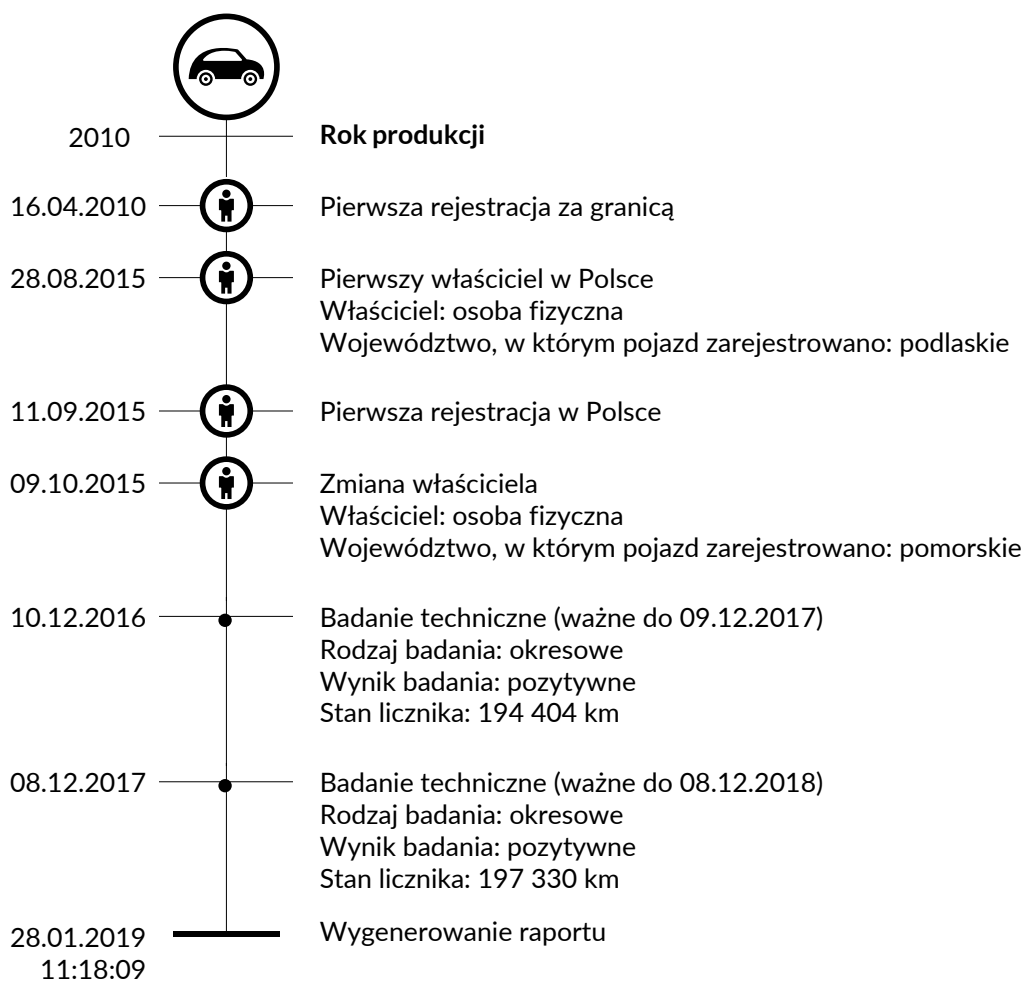 2010 Rok produkcji
16.04.2010 Pierwsza rejestracja za granicą
28.08.2015 Pierwszy właściciel w Polsce
Właściciel: osoba fizyczna
Województwo, w którym pojazd zarejestrowano: podlaskie
11.09.2015 Pierwsza rejestracja w Polsce
09.10.2015 Zmiana właściciela
Właściciel: osoba fizyczna
Województwo, w którym pojazd zarejestrowano: pomorskie
10.12.2016 Badanie techniczne (ważne do 09.12.2017)
Rodzaj badania: okresowe
Wynik badania: pozytywne
Stan licznika: 194 404 km
08.12.2017 Badanie techniczne (ważne do 08.12.2018)
Rodzaj badania: okresowe
Wynik badania: pozytywne
Stan licznika: 197 330 km
28.01.2019 Wygenerowanie raportu
11:18:09